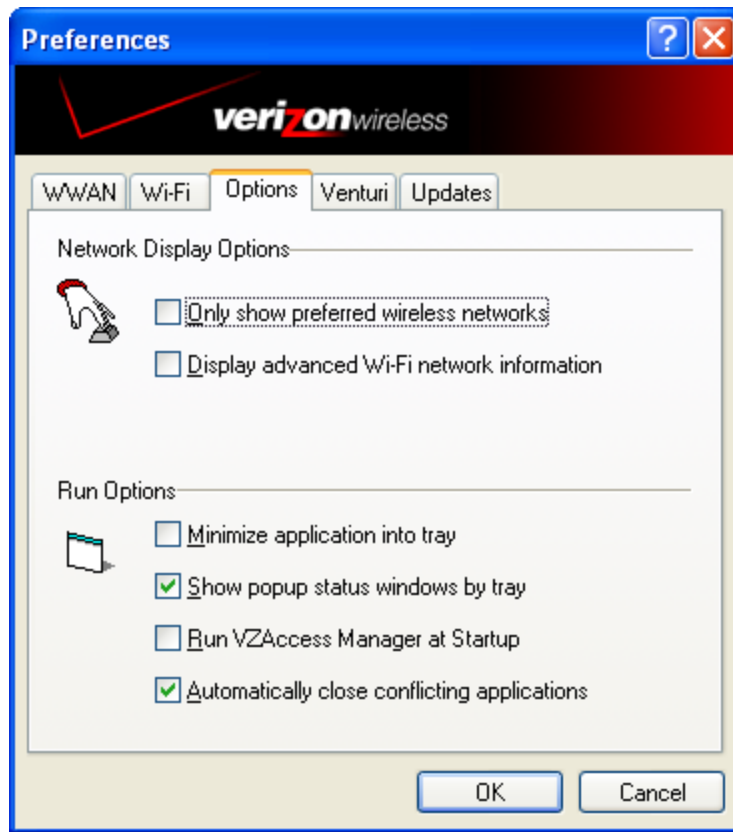 Preferences
verizonwireless
WWAN Wi-Fi Options Venturi Updates
Network Display Options
Only show preferred wireless networks
Display advanced Wi-Fi network information
Run Options
Minimize application into tray
Show popup status windows by tray
Run VZAccess Manager at Startup
Automatically close conflicting applications
OK Cancel